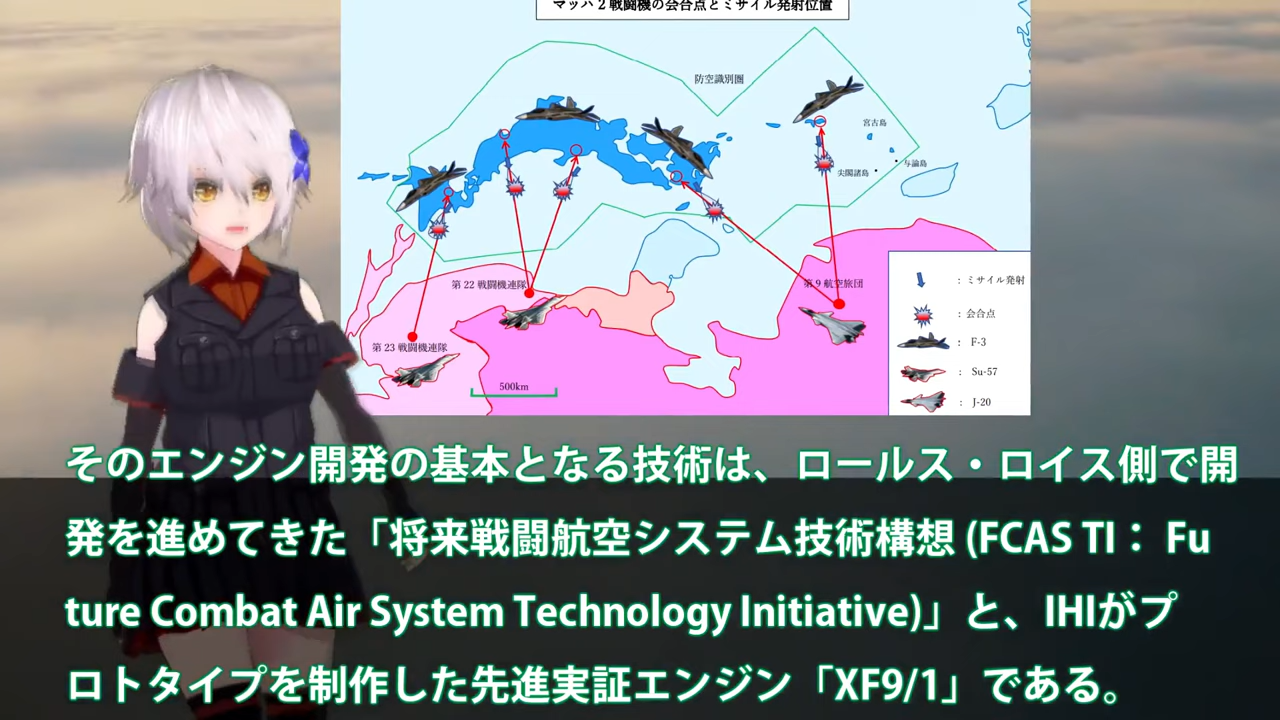 マッハ2戦闘機の会合点とミサイル発射位置
防空識別圏
宮古島
与論島
尖閣諸島
第22戦闘機連隊
第9航空旅団
第23戦闘機連隊
500km
：ミサイル発射
：会合点
： F-3
： Su-57
： J-20
そのエンジン開発の基本となる技術は、ロールス・ロイス側で開
発を進めてきた「将来戦闘航空システム技術構想 (FCAS TI： Fu
ture Combat Air System Technology Initiative)」と、IHIがプ
ロトタイプを制作した先進実証エンジン「XF9/1」である。